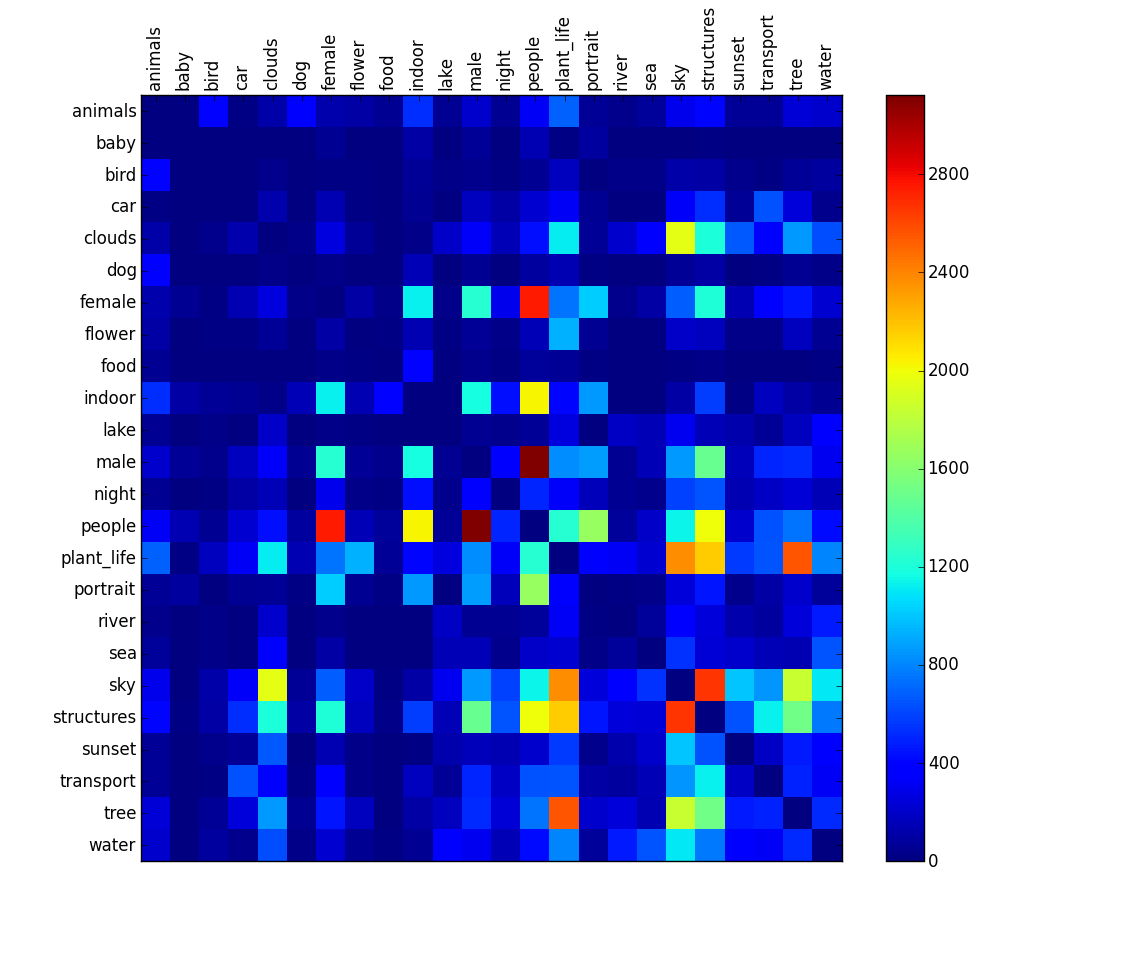 animals baby bird car clouds dog female flower food indoor lake male night people plant_life portrait river sea sky structures sunset transport tree water
animals
baby
bird
car
clouds
dog
female
flower
food
indoor
lake
male
night
people
plant_life
portrait
river
sea
sky
structures
sunset
transport
tree
water
2800
2400
2000
1600
1200
800
400
0